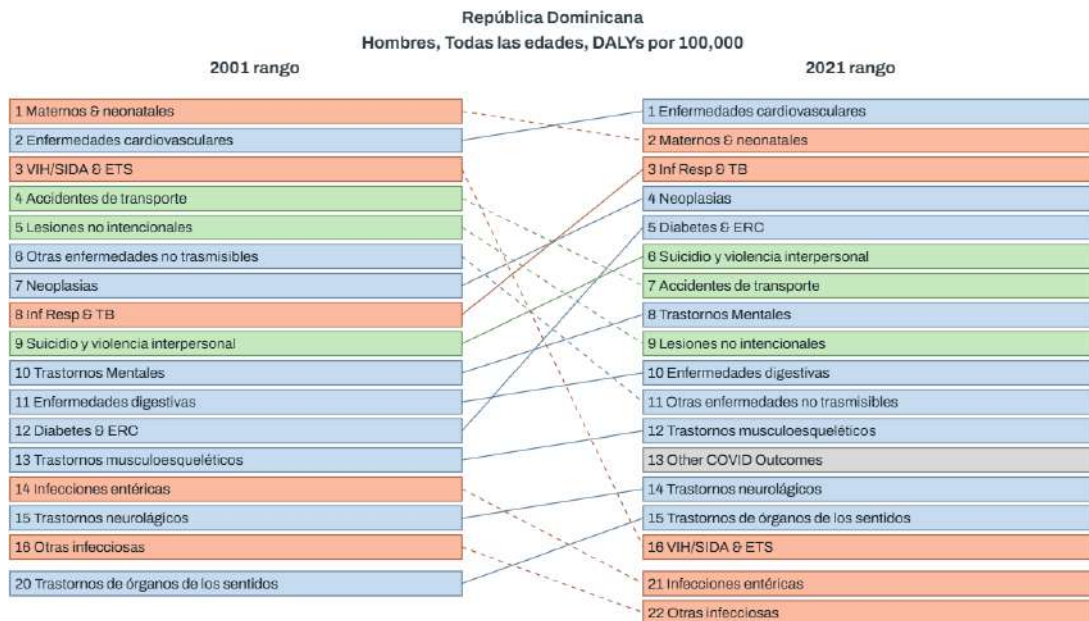 República Dominicana
Hombres, Todas las edades, DALYs por 100,000
2001 rango
2021 rango
1 Maternos & neonatales
2 Enfermedades cardiovasculares
3 VIH/SIDA & ETS
4 Accidentes de transporte
5 Lesiones no intencionales
6 Otras enfermedades no trasmisibles
7 Neoplasias
8 Inf Resp & TB
9 Suicidio y violencia interpersonal
10 Trastornos Mentales
11 Enfermedades digestivas
12 Diabetes & ERC
13 Trastornos musculoesqueléticos
14 Infecciones entéricas
15 Trastornos neurológicos
16 Otras infecciosas
20 Trastornos de órganos de los sentidos
1 Enfermedades cardiovasculares
2 Maternos & neonatales
3 Inf Resp & TB
4 Neoplasias
5 Diabetes & ERC
6 Suicidio y violencia interpersonal
7 Accidentes de transporte
8 Trastornos Mentales
9 Lesiones no intencionales
10 Enfermedades digestivas
11 Otras enfermedades no trasmisibles
12 Trastornos musculoesqueléticos
13 Other COVID Outcomes
14 Trastornos neurológicos
15 Trastornos de órganos de los sentidos
16 VIH/SIDA & ETS
21 Infecciones entéricas
22 Otras infecciosas